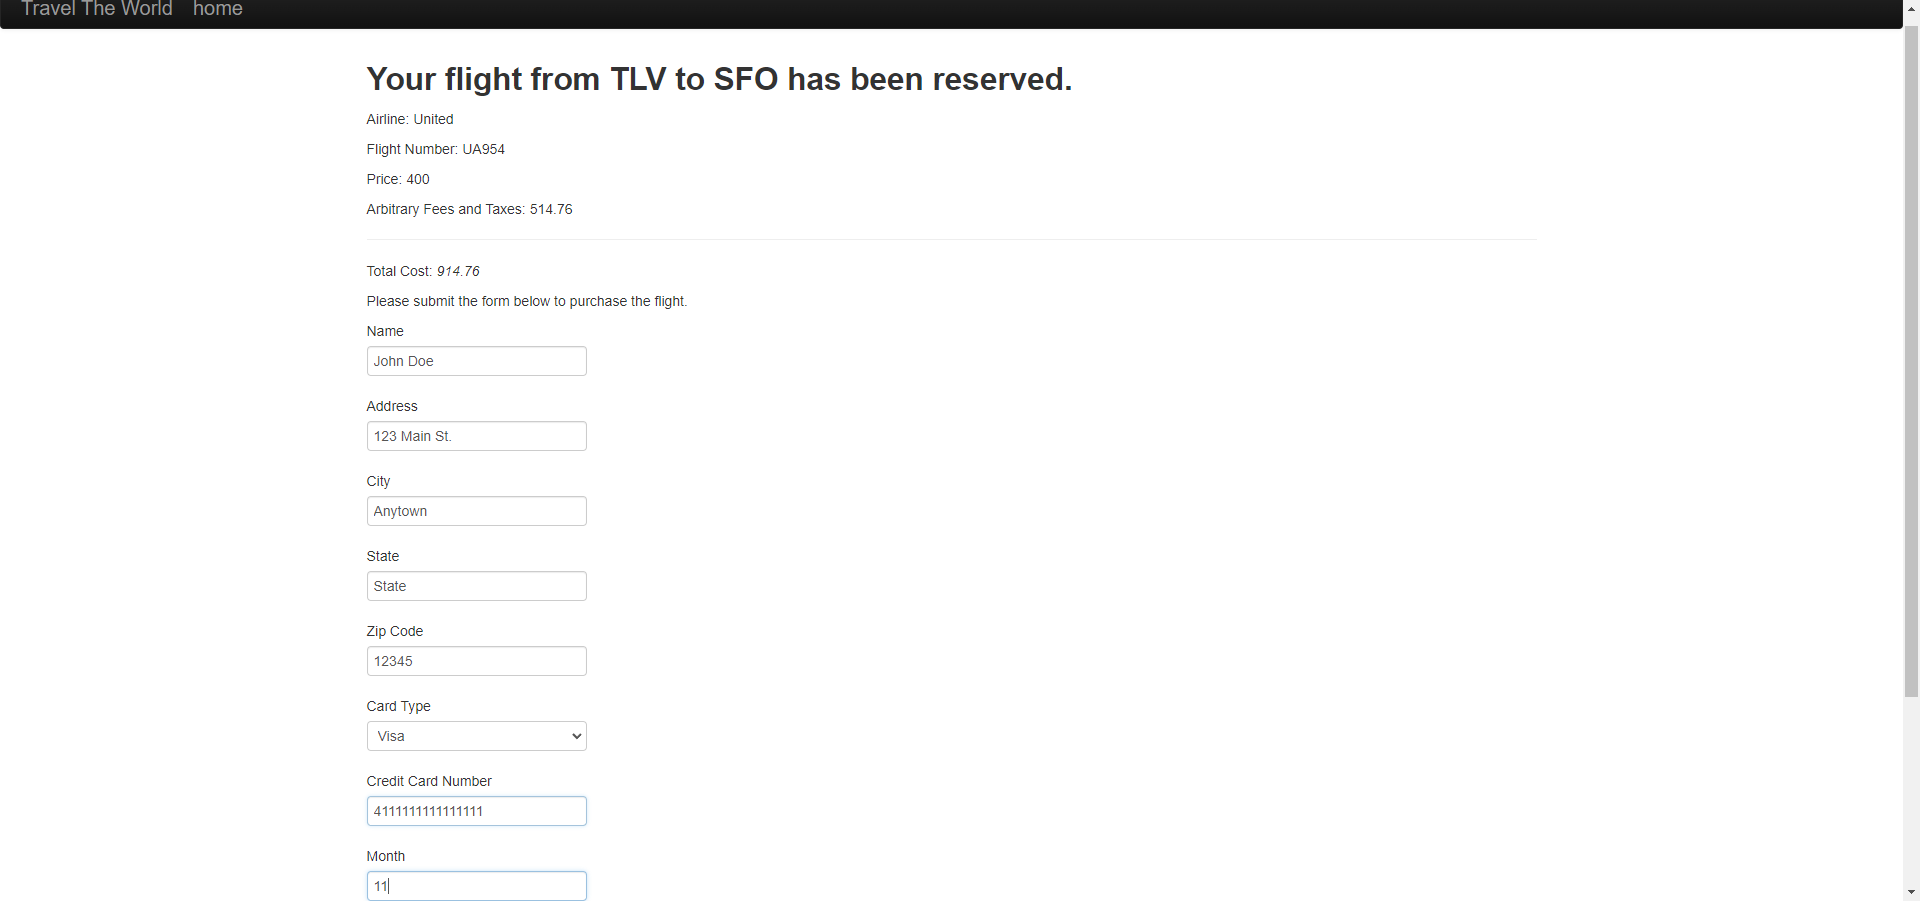 Travel The World home
Your flight from TLV to SFO has been reserved.
Airline: United
Flight Number: UA954
Price: 400
Arbitrary Fees and Taxes: 514.76
Total Cost: 914.76
Please submit the form below to purchase the flight.
Name
John Doe
Address
123 Main St.
City
Anytown
State
State
Zip Code
12345
Card Type
Visa
Credit Card Number
4111111111111111
Month
11